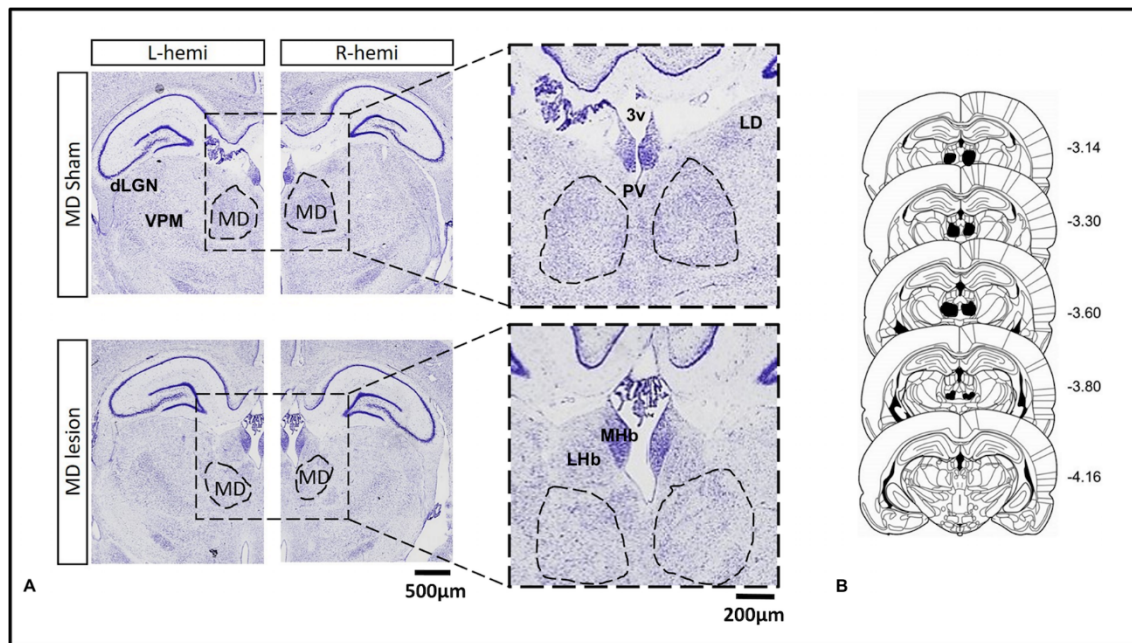 L-hemi
R-hemi
MD Sham
dLGN
VPM
MD
MD
3v
LD
PV
MD lesion
MD
MD
MHb
LHb
500μm
200μm
A
-3.14
-3.30
-3.60
-3.80
-4.16
B